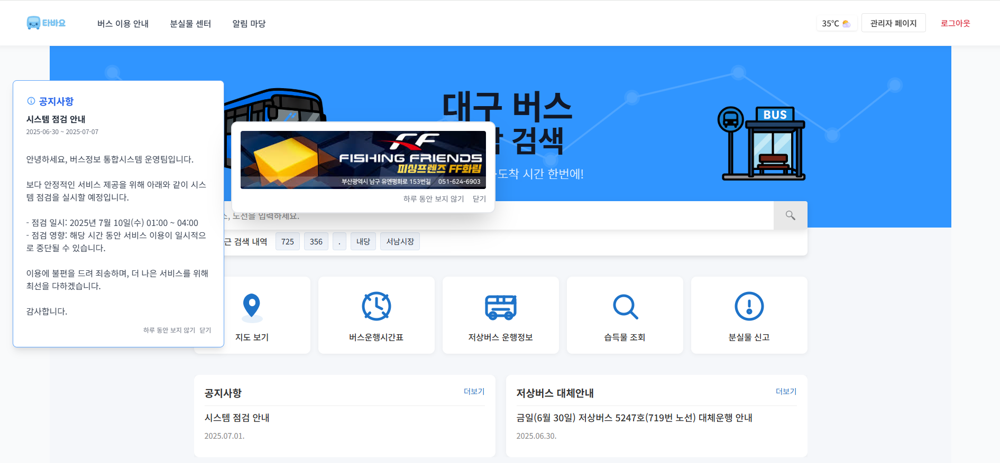 타바요
버스 이용 안내
분실물 센터
알림 마당
35℃
관리자 페이지
로그아웃
공지사항
시스템 점검 안내
2025-06-30 ~ 2025-07-07
안녕하세요, 버스정보 통합시스템 운영팀입니다.
보다 안정적인 서비스 제공을 위해 아래와 같이 시스
템 점검을 실시할 예정입니다.
- 점검 일시: 2025년 7월 10일(수) 01:00 ~ 04:00
- 점검 영향: 해당 시간 동안 서비스 이용이 일시적으
로 중단될 수 있습니다.
이용에 불편을 드려 죄송하며, 더 나은 서비스를 위해
최선을 다하겠습니다.
감사합니다.
하루 동안 보지 않기 닫기
대구 버스
검색
·도착 시간 한번에!
BUS
FF
FISHING FRIENDS
피싱프렌즈 FF화림
부산광역시 남구 유엔평화로 153번길 051-624-6903
하루 동안 보지 않기 닫기
, 노선을 입력하세요.
근 검색 내역
725
356
.
내당
서남시장
지도 보기
버스운행시간표
저상버스 운행정보
습득물 조회
분실물 신고
공지사항
더보기
시스템 점검 안내
2025.07.01.
저상버스 대체안내
더보기
금일(6월 30일) 저상버스 5247호(719번 노선) 대체운행 안내
2025.06.30.